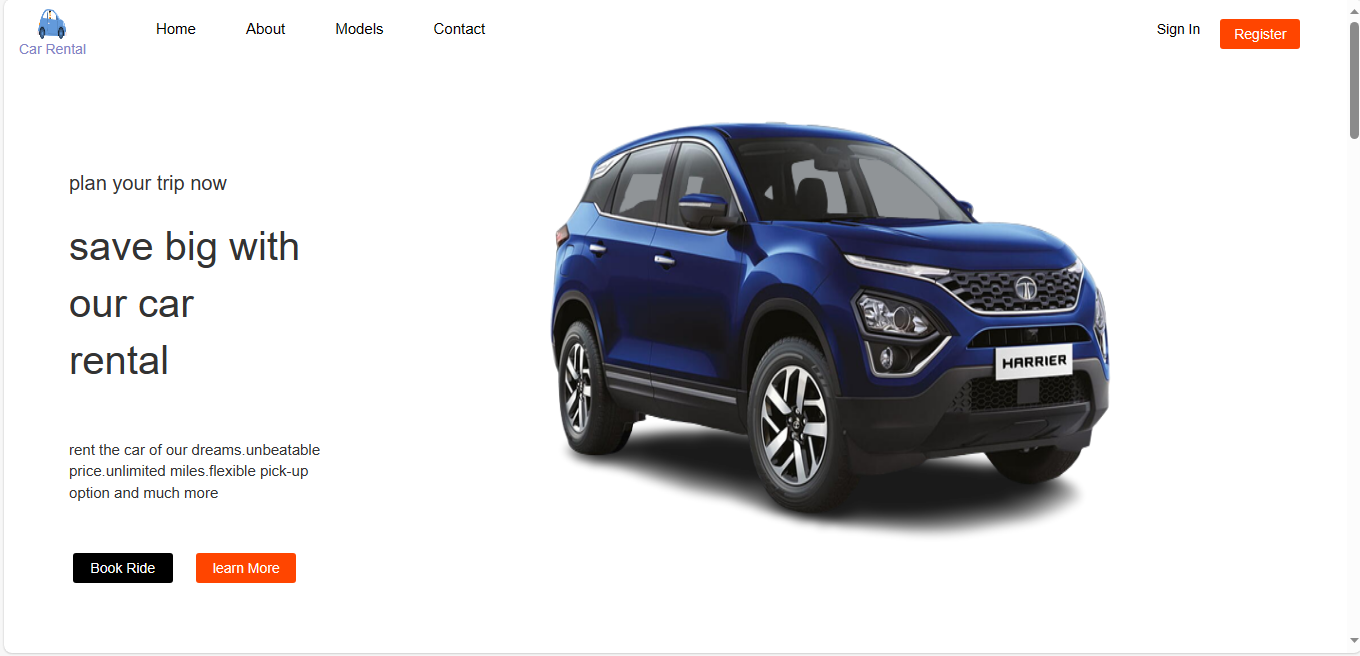 Car Rental
Home
About
Models
Contact
Sign In
Register
plan your trip now
save big with
our car
rental
rent the car of our dreams.unbeatable
price.unlimited miles.flexible pick-up
option and much more
Book Ride
learn More
HARRIER